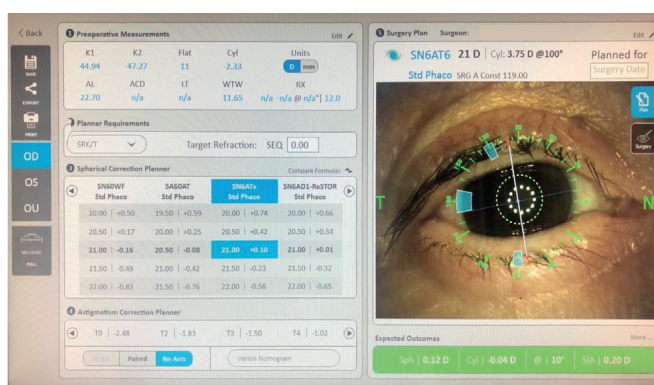 < Back
SAVE
EXPORT
PRINT
OD
OS
OU
FULL
1 Preoperative Measurements Edit
K1 K2 Flat Cyl Units
44.94 47.27 11 -2.33 D mm
AL ACD LT WTW RX
22.70 n/a n/a 11.65 n/a n/a @ n/a°| 12.0
2 Planner Requirements
SRK/T Target Refraction: SEQ 0.00
3 Spherical Correction Planner Compare Formulas
SN60WF SA60AT SN6ATx SN6AD1-ReSTOR
Std Phaco Std Phaco Std Phaco Std Phaco
20.00 | +0.50 19.50 | +0.59 20.00 | +0.74 20.00 | +0.66
20.50 | +0.17 20.00 | +0.25 20.50 | +0.42 20.50 | +0.34
21.00 | -0.16 20.50 | -0.08 21.00 | +0.10 21.00 | +0.01
21.50 | -0.49 21.00 | -0.42 21.50 | -0.23 21.50 | -0.32
22.00 | -0.83 21.50 | -0.76 22.00 | -0.56 22.00 | -0.65
4 Astigmatism Correction Planner
T0 | -2.48 T2 | -1.85 T3 | -1.50 T4 | -1.02
Paired No Arcs Verion Nomogram
5 Surgery Plan Surgeon: Edit
SN6AT6 21 D | Cyl: 3.75 D @100° Planned for
Std Phaco SRG A Const 119.00 Surgery Date
Plan
Surgery
T N
Expected Outcomes More ...
Sph | 0.12 D Cyl | -0.04 D @ | 10° SIA | 0.20 D